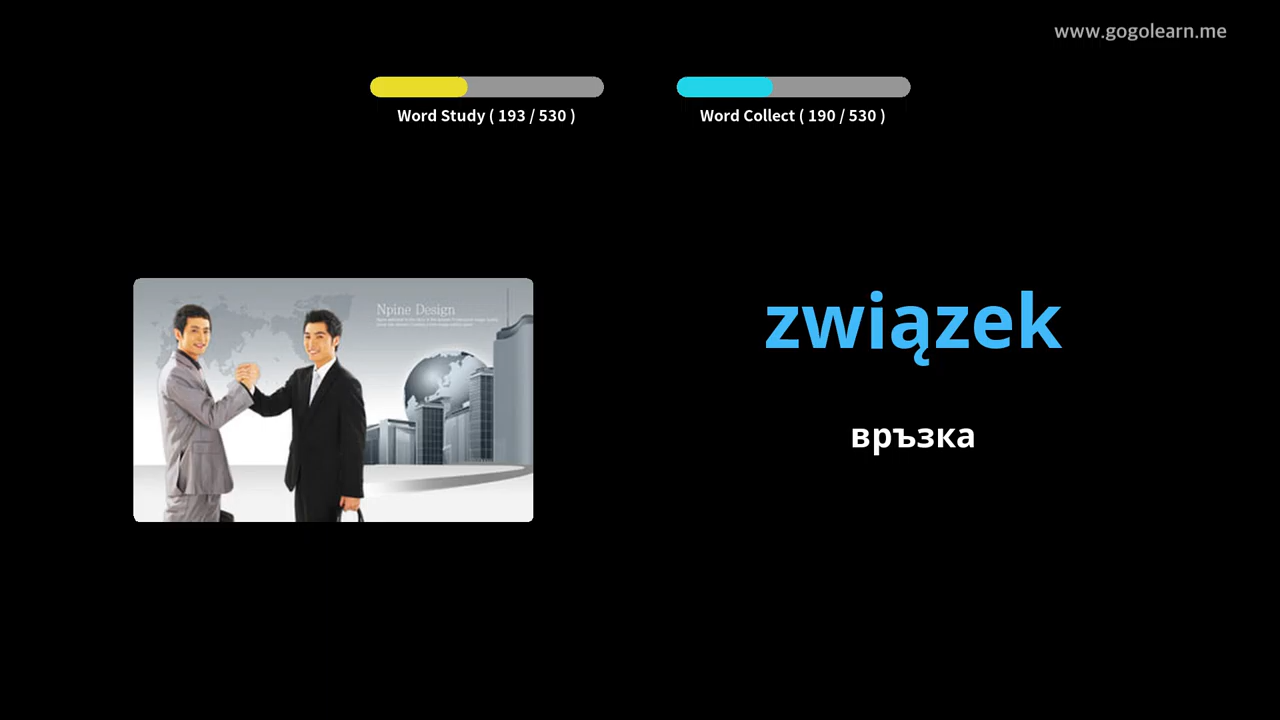 www.gogolearn.me
Word Study ( 193 / 530 )
Word Collect ( 190 / 530 )
Npine Design
związek
връзка